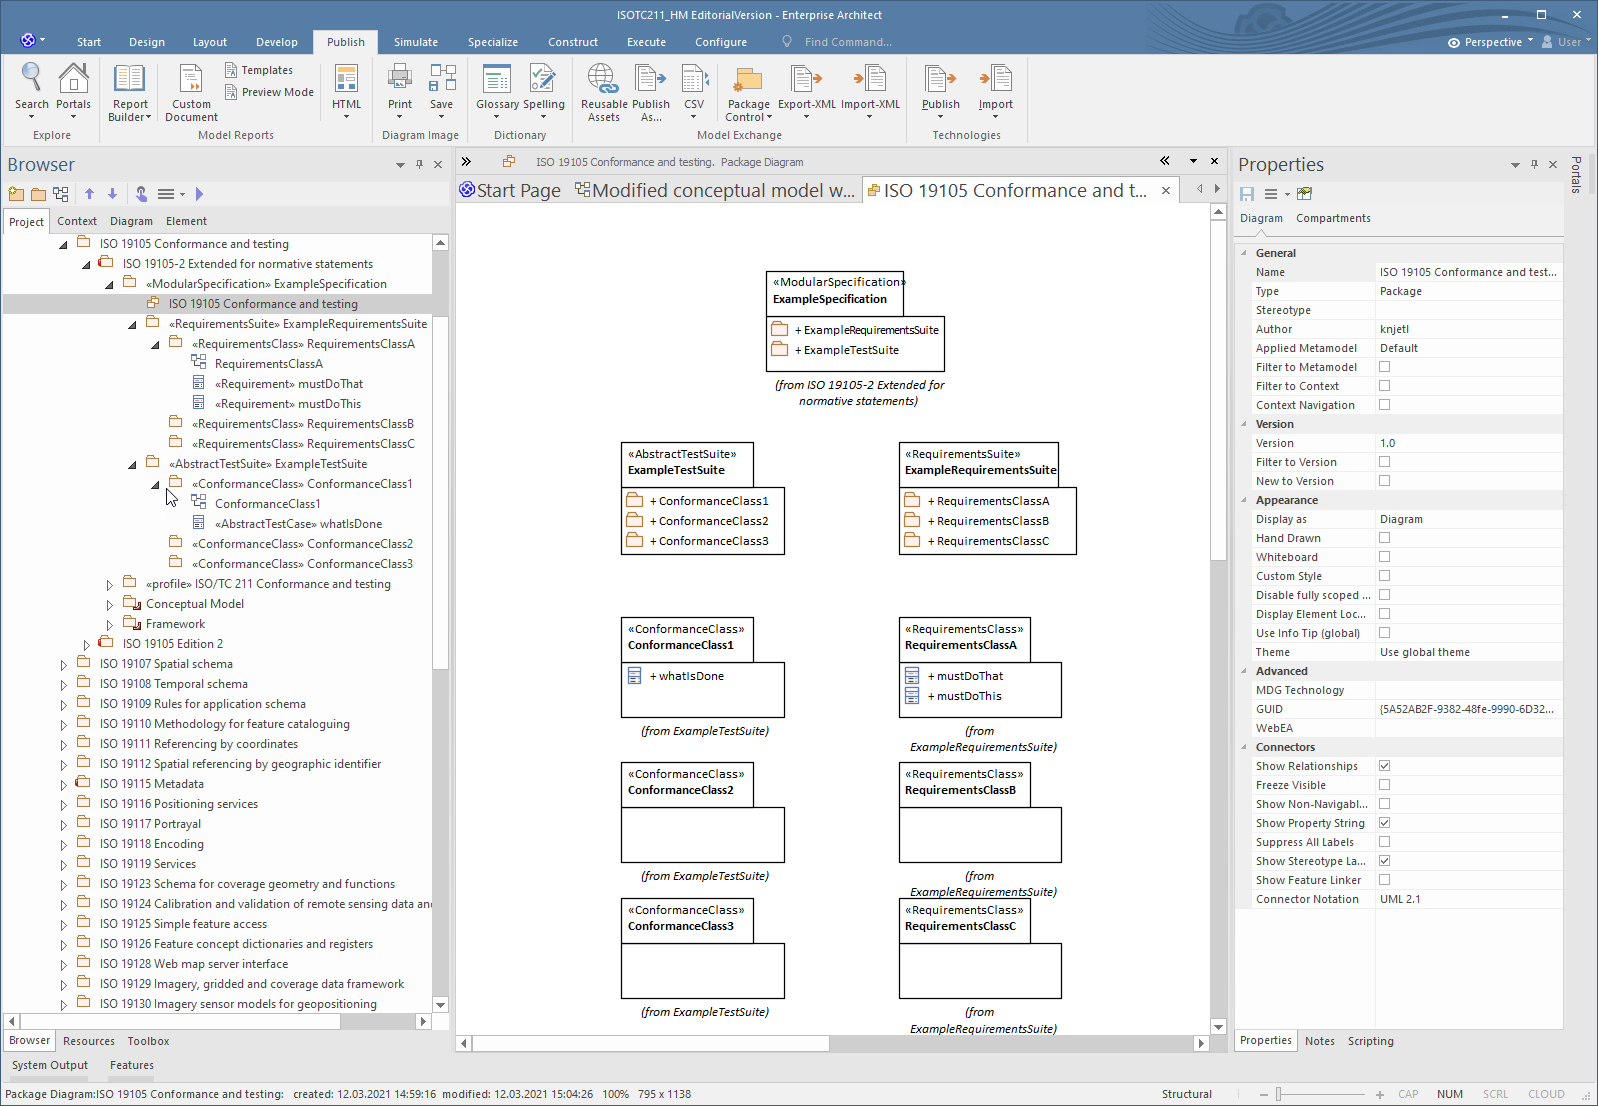 ISOTC211_HM EditorialVersion - Enterprise Architect
Start Design Layout Develop Publish Simulate Specialize Construct Execute Configure Find Command... Perspective User
Search Portals Report Builder Custom Document Templates Preview Mode HTML Print Save Glossary Spelling Reusable Assets Publish As... CSV Package Control Export-XML Import-XML Publish Import
Explore Model Reports Diagram Image Dictionary Model Exchange Technologies
Browser
Project Context Diagram Element
ISO 19105 Conformance and testing
ISO 19105-2 Extended for normative statements
«ModularSpecification» ExampleSpecification
ISO 19105 Conformance and testing
«RequirementsSuite» ExampleRequirementsSuite
«RequirementsClass» RequirementsClassA
RequirementsClassA
«Requirement» mustDoThat
«Requirement» mustDoThis
«RequirementsClass» RequirementsClassB
«RequirementsClass» RequirementsClassC
«AbstractTestSuite» ExampleTestSuite
«ConformanceClass» ConformanceClass1
ConformanceClass1
«AbstractTestCase» whatIsDone
«ConformanceClass» ConformanceClass2
«ConformanceClass» ConformanceClass3
«profile» ISO/TC 211 Conformance and testing
Conceptual Model
Framework
ISO 19105 Edition 2
ISO 19107 Spatial schema
ISO 19108 Temporal schema
ISO 19109 Rules for application schema
ISO 19110 Methodology for feature cataloguing
ISO 19111 Referencing by coordinates
ISO 19112 Spatial referencing by geographic identifier
ISO 19115 Metadata
ISO 19116 Positioning services
ISO 19117 Portrayal
ISO 19118 Encoding
ISO 19119 Services
ISO 19123 Schema for coverage geometry and functions
ISO 19124 Calibration and validation of remote sensing data and
ISO 19125 Simple feature access
ISO 19126 Feature concept dictionaries and registers
ISO 19128 Web map server interface
ISO 19129 Imagery, gridded and coverage data framework
ISO 19130 Imagery sensor models for geopositioning
Browser Resources Toolbox
System Output Features
ISO 19105 Conformance and testing. Package Diagram
Start Page Modified conceptual model w... ISO 19105 Conformance and t...
«ModularSpecification»
ExampleSpecification
+ ExampleRequirementsSuite
+ ExampleTestSuite
(from ISO 19105-2 Extended for
normative statements)
«AbstractTestSuite»
ExampleTestSuite
+ ConformanceClass1
+ ConformanceClass2
+ ConformanceClass3
«RequirementsSuite»
ExampleRequirementsSuite
+ RequirementsClassA
+ RequirementsClassB
+ RequirementsClassC
«ConformanceClass»
ConformanceClass1
+ whatIsDone
(from ExampleTestSuite)
«RequirementsClass»
RequirementsClassA
+ mustDoThat
+ mustDoThis
(from
ExampleRequirementsSuite)
«ConformanceClass»
ConformanceClass2
(from ExampleTestSuite)
«RequirementsClass»
RequirementsClassB
(from
ExampleRequirementsSuite)
«ConformanceClass»
ConformanceClass3
(from ExampleTestSuite)
«RequirementsClass»
RequirementsClassC
(from
ExampleRequirementsSuite)
Properties
Portals
Diagram Compartments
General
Name ISO 19105 Conformance and test...
Type Package
Stereotype
Author knjetl
Applied Metamodel Default
Filter to Metamodel
Filter to Context
Context Navigation
Version
Version 1.0
Filter to Version
New to Version
Appearance
Display as Diagram
Hand Drawn
Whiteboard
Custom Style
Disable fully scoped ...
Display Element Loc...
Use Info Tip (global)
Theme Use global theme
Advanced
MDG Technology
GUID {5A52AB2F-9382-48fe-9990-6D32...
WebEA
Connectors
Show Relationships
Freeze Visible
Show Non-Navigabl...
Show Property String
Suppress All Labels
Show Stereotype La...
Show Feature Linker
Connector Notation UML 2.1
Properties Notes Scripting
Package Diagram:ISO 19105 Conformance and testing: created: 12.03.2021 14:59:16 modified: 12.03.2021 15:04:26 100% 795 x 1138 Structural CAP NUM SCRL CLOUD